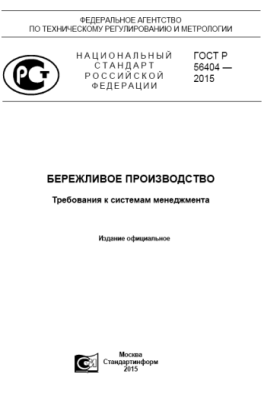 ФЕДЕРАЛЬНОЕ АГЕНТСТВО
ПО ТЕХНИЧЕСКОМУ РЕГУЛИРОВАНИЮ И МЕТРОЛОГИИ
НАЦИОНАЛЬНЫЙ
СТАНДАРТ
РОССИЙСКОЙ
ФЕДЕРАЦИИ
ГОСТ Р
56404 —
2015
БЕРЕЖЛИВОЕ ПРОИЗВОДСТВО
Требования к системам менеджмента
Издание официальное
Москва
Стандартинформ
2015